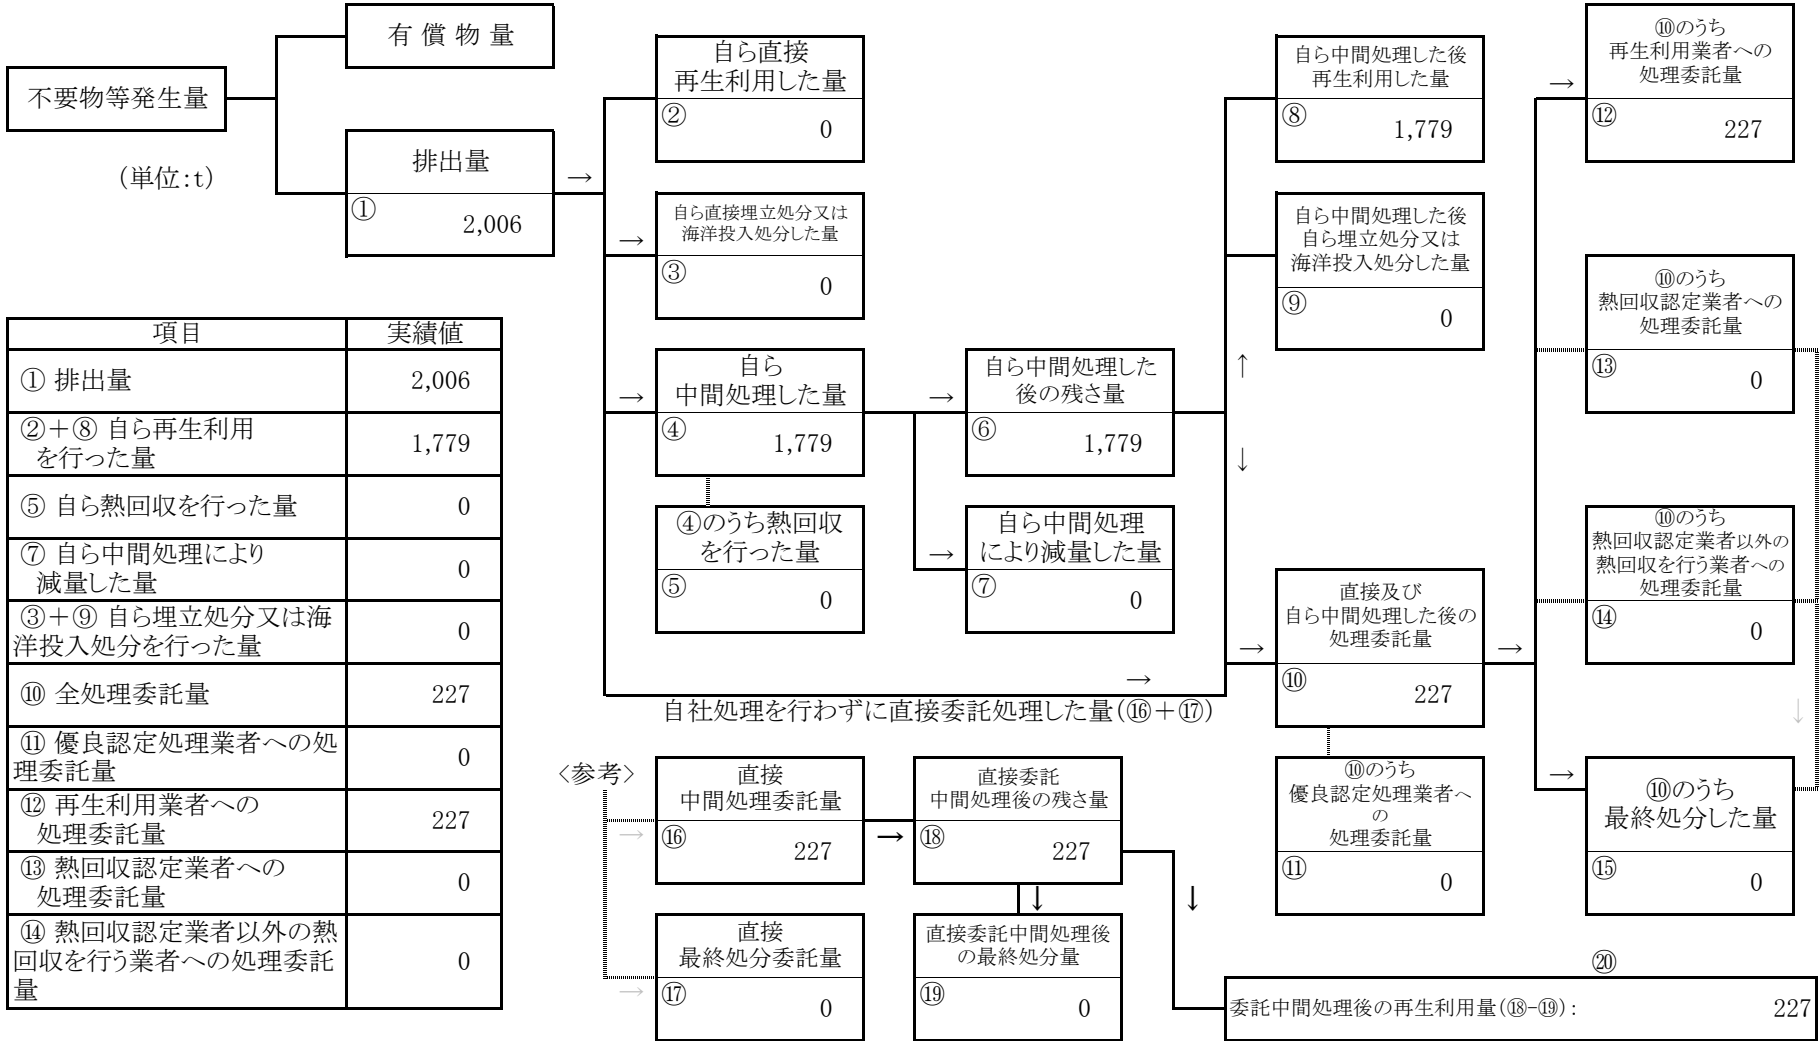 不要物等発生量
(単位:t)
有償物量
排出量
①
2,006
→
自ら直接
再生利用した量
②
0
→
自ら直接埋立処分又は
海洋投入処分した量
③
0
→
自ら
中間処理した量
④
1,779
④のうち熱回収
を行った量
⑤
0
→
自ら中間処理した
後の残さ量
⑥
1,779
→
自ら中間処理
により減量した量
⑦
0
自ら中間処理した後
再生利用した量
⑧
1,779
自ら中間処理した後
自ら埋立処分又は
海洋投入処分した量
⑨
0
↑
↓
→
自社処理を行わずに直接委託処理した量(⑯+⑰)
→
直接及び
自ら中間処理した後の
処理委託量
⑩
227
→
⑩のうち
優良認定処理業者へ
の
処理委託量
⑪
0
→
⑩のうち
再生利用業者への
処理委託量
⑫
227
⑩のうち
熱回収認定業者への
処理委託量
⑬
0
⑩のうち
熱回収認定業者以外の
熱回収を行う業者への
処理委託量
⑭
0
↓
→
⑩のうち
最終処分した量
⑮
0
項目 実績値
① 排出量 2,006
②+⑧ 自ら再生利用
を行った量 1,779
⑤ 自ら熱回収を行った量 0
⑦ 自ら中間処理により
減量した量 0
③+⑨ 自ら埋立処分又は海
洋投入処分を行った量 0
⑩ 全処理委託量 227
⑪ 優良認定処理業者への処
理委託量 0
⑫ 再生利用業者への
処理委託量 227
⑬ 熱回収認定業者への
処理委託量 0
⑭ 熱回収認定業者以外の熱
回収を行う業者への処理委託
量 0
<参考>
→
直接
中間処理委託量
⑯
227
→
直接委託
中間処理後の残さ量
⑱
227
↓
↓
→
直接
最終処分委託量
⑰
0
直接委託中間処理後
の最終処分量
⑲
0
⑳
委託中間処理後の再生利用量(⑱-⑲): 227